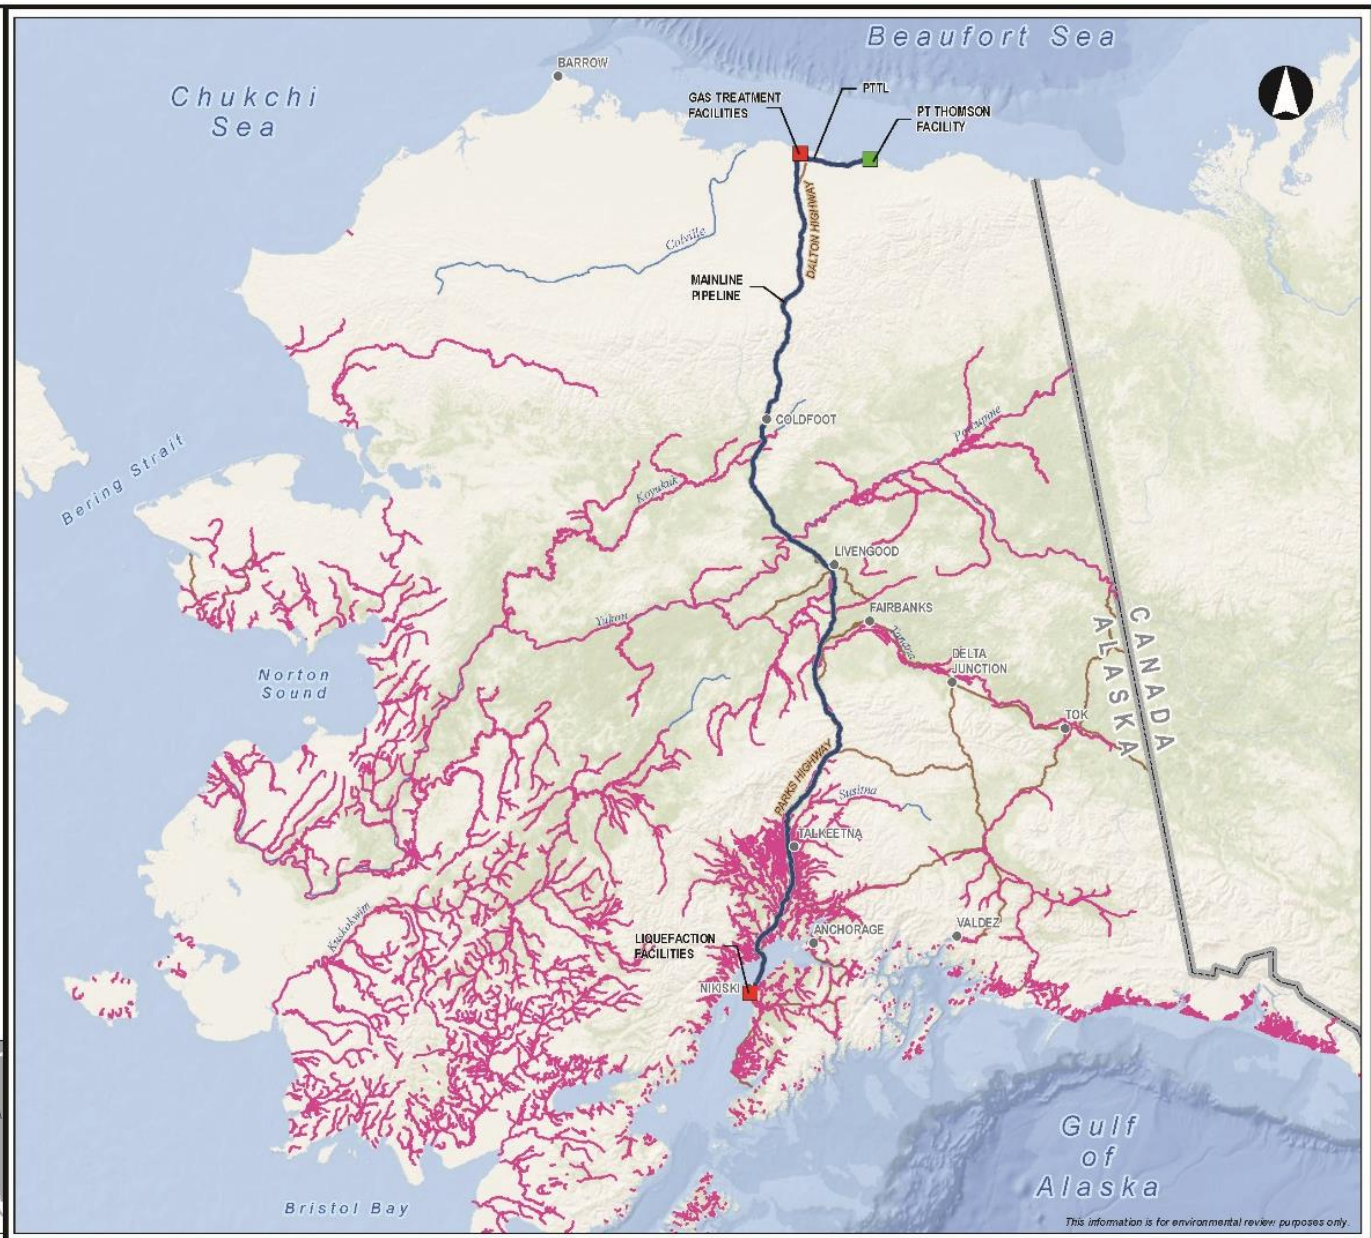 Beaufort Sea
BARROW
Chukchi
Sea
GAS TREATMENT
FACILITIES
PTTL
PT THOMSON
FACILITY
DALTON HIGHWAY
Colville
MAINLINE
PIPELINE
COLDFOOT
Porcupine
Bering Strait
Koyukuk
LIVENGOOD
FAIRBANKS
Yukon
Tanana
DELTA
JUNCTION
CANADA
ALASKA
Norton
Sound
TOK
PARKS HIGHWAY
Susitna
TALKEETNA
Kuskokwim
LIQUEFACTION
FACILITIES
ANCHORAGE
VALDEZ
NIKISKI
Gulf
of
Alaska
Bristol Bay
This information is for environmental review purposes only.